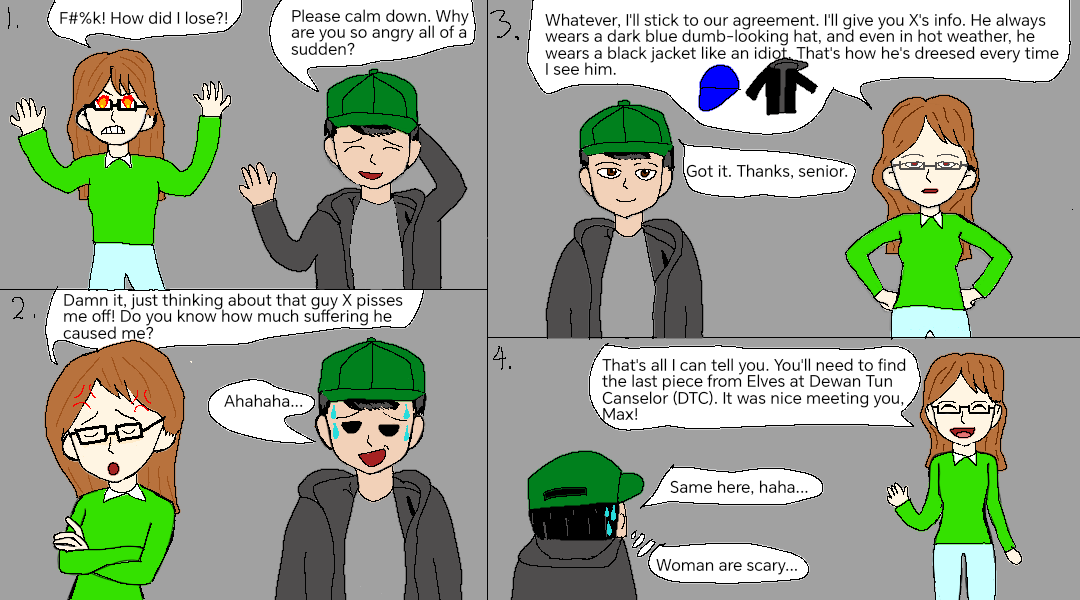 1.
F#%k! How did I lose?!
Please calm down. Why
are you so angry all of a
sudden?
2.
Damn it, just thinking about that guy X pisses
me off! Do you know how much suffering he
caused me?
Ahahaha...
3.
Whatever, I'll stick to our agreement. I'll give you X's info. He always
wears a dark blue dumb-looking hat, and even in hot weather, he
wears a black jacket like an idiot. That's how he's dreesed every time
I see him.
Got it. Thanks, senior.
4.
That's all I can tell you. You'll need to find
the last piece from Elves at Dewan Tun
Canselor (DTC). It was nice meeting you,
Max!
Same here, haha...
Woman are scary...